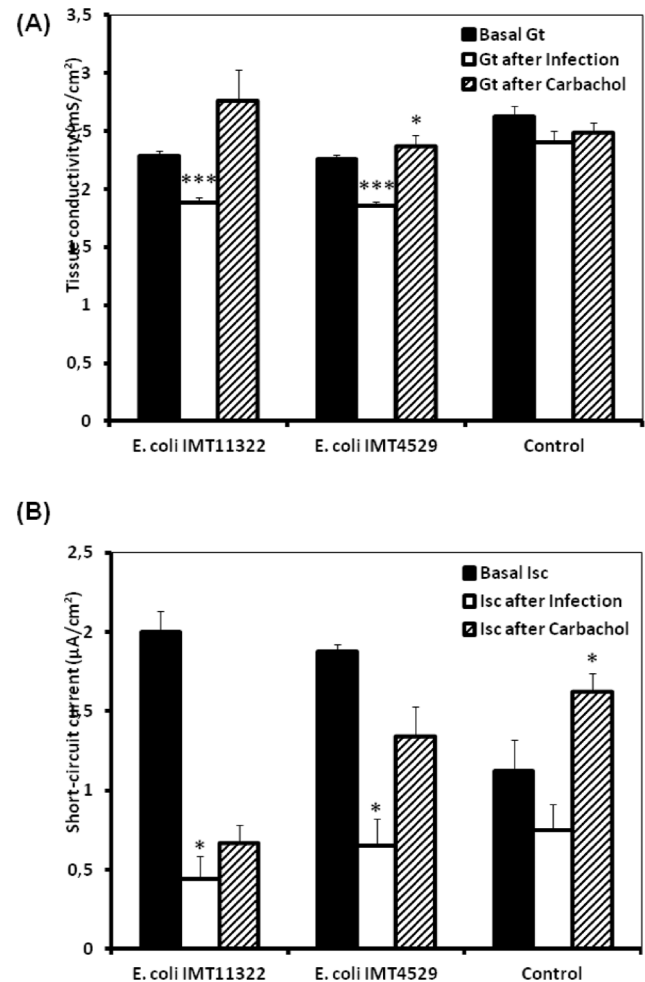 (A)
3,5
3
2,5
2
1,5
1
0,5
0
Tissue conductivity (mS/cm²)
Basal Gt
Gt after Infection
Gt after Carbachol
***
***
*
E. coli IMT11322
E. coli IMT4529
Control
(B)
2,5
2
1,5
1
0,5
0
Short-circuit current (µA/cm²)
Basal Isc
Isc after Infection
Isc after Carbachol
*
*
*
E. coli IMT11322
E. coli IMT4529
Control